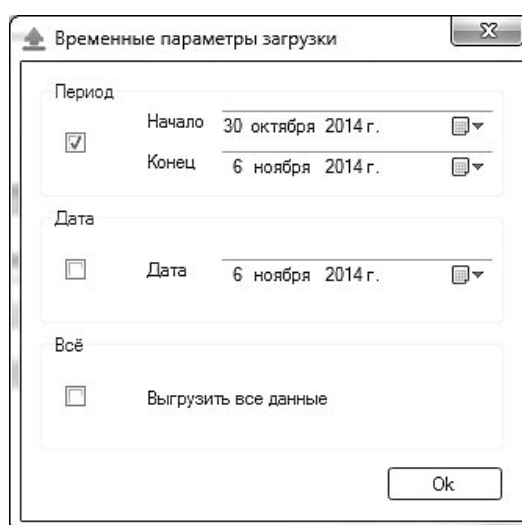 Временные параметры загрузки
Период
Начало 30 октября 2014 г.
Конец 6 ноября 2014 г.
Дата
Дата 6 ноября 2014 г.
Всё
Выгрузить все данные
Ok